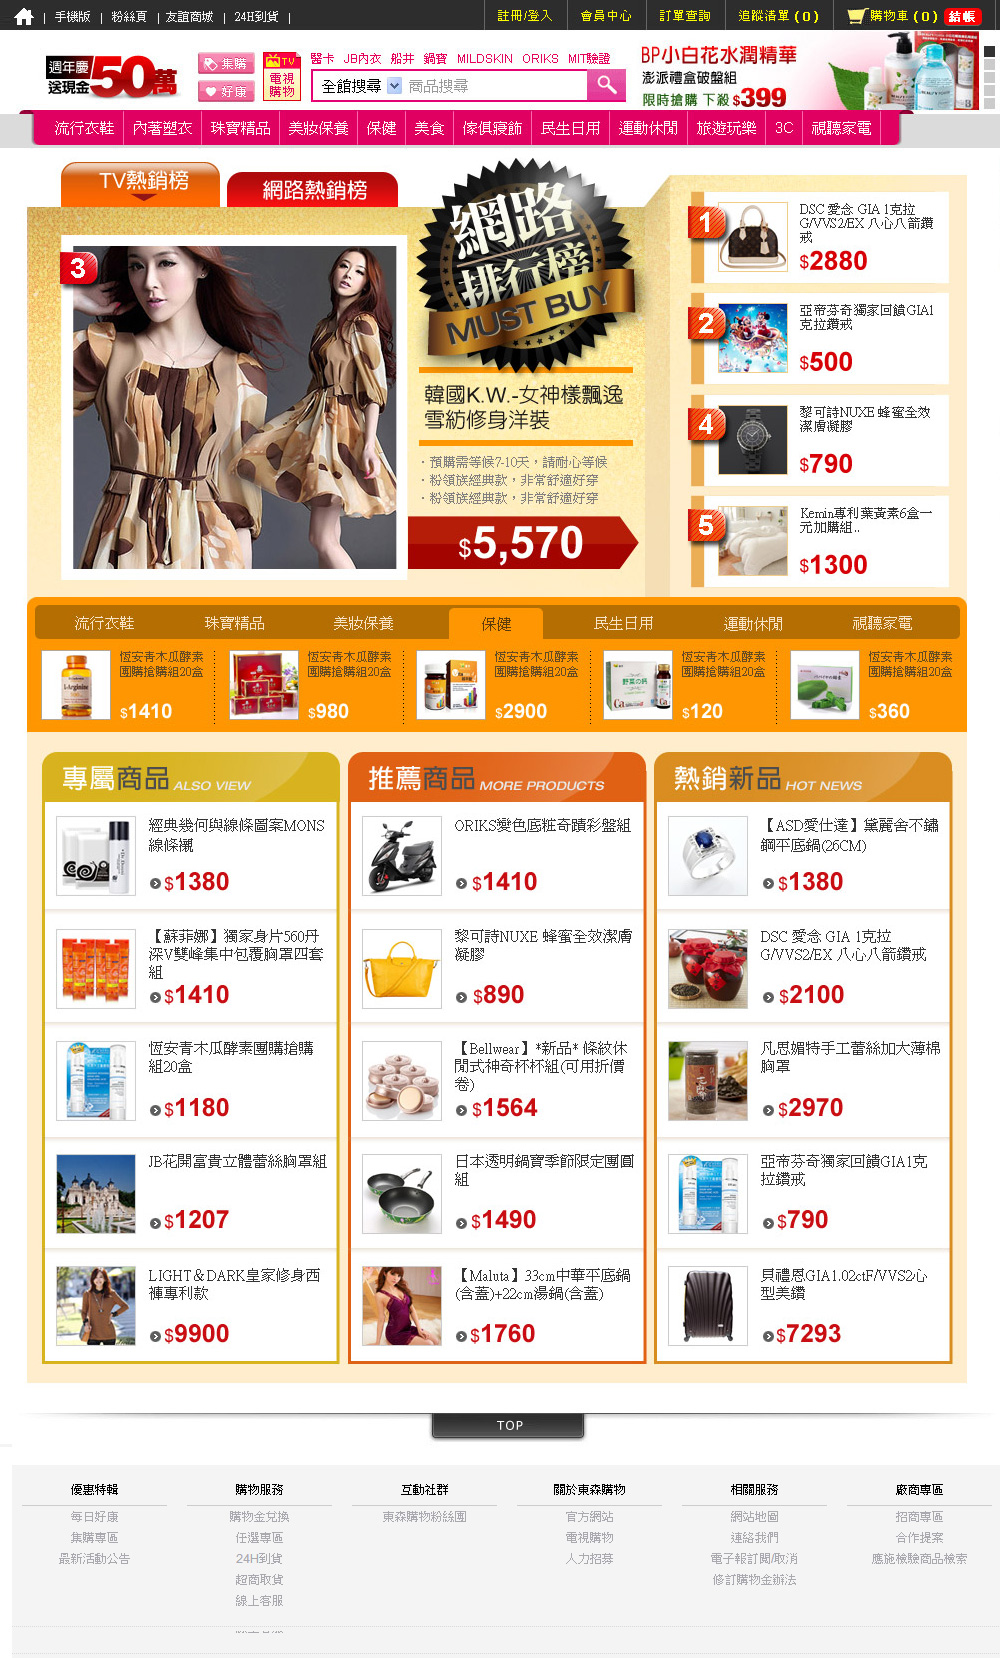 | 手機版 | 粉絲頁 | 友誼商城 | 24H到貨 |
註冊/登入 會員中心 訂單查詢 追蹤清單 ( 0 ) 購物車 ( 0 ) 結帳
週年慶
送現金 50萬
集購
好康
TV
電視
購物
醫卡 JB內衣 船井 鍋寶 MILDSKIN ORIKS MIT驗證
全館搜尋 商品搜尋
BP小白花水潤精華
澎派禮盒破盤組
限時搶購 下殺 $399
流行衣鞋 內著塑衣 珠寶精品 美妝保養 保健 美食 傢俱寢飾 民生日用 運動休閒 旅遊玩樂 3C 視聽家電
TV熱銷榜
網路熱銷榜
網路
排行榜
MUST BUY
3
韓國K.W.-女神樣飄逸
雪紡修身洋裝
· 預購需等候7-10天，請耐心等候
· 粉領族經典款，非常舒適好穿
· 粉領族經典款，非常舒適好穿
$5,570
1
DSC 愛念 GIA 1克拉
G/VVS2/EX 八心八箭鑽
戒
$2880
2
亞帝芬奇獨家回饋GIA1
克拉鑽戒
$500
4
黎可詩NUXE 蜂蜜全效
潔膚凝膠
$790
5
Kemin專利葉黃素6盒一
元加購組..
$1300
流行衣鞋 珠寶精品 美妝保養 保健 民生日用 運動休閒 視聽家電
恆安青木瓜酵素
團購搶購組20盒
$1410
恆安青木瓜酵素
團購搶購組20盒
$980
恆安青木瓜酵素
團購搶購組20盒
$2900
恆安青木瓜酵素
團購搶購組20盒
$120
恆安青木瓜酵素
團購搶購組20盒
$360
L-Arginine
野菜の鈣
專屬商品 ALSO VIEW
經典幾何與線條圖案MONS
線條襯
$1380
【蘇菲娜】獨家身片560丹
深V雙峰集中包覆胸罩四套
組
$1410
恆安青木瓜酵素團購搶購
組20盒
$1180
JB花開富貴立體蕾絲胸罩組
$1207
LIGHT＆DARK皇家修身西
褲專利款
$9900
推薦商品 MORE PRODUCTS
ORIKS變色底粧奇蹟彩盤組
$1410
黎可詩NUXE 蜂蜜全效潔膚
凝膠
$890
【Bellwear】*新品* 條紋休
閒式神奇杯杯組(可用折價
卷)
$1564
日本透明鍋寶季節限定團圓
組
$1490
【Maluta】33cm中華平底鍋
(含蓋)+22cm湯鍋(含蓋)
$1760
熱銷新品 HOT NEWS
【ASD愛仕達】黛麗舍不鏽
鋼平底鍋(26CM)
$1380
DSC 愛念 GIA 1克拉
G/VVS2/EX 八心八箭鑽戒
$2100
凡思媚特手工蕾絲加大薄棉
胸罩
$2970
亞帝芬奇獨家回饋GIA1克
拉鑽戒
$790
貝禮恩GIA1.02ctF/VVS2心
型美鑽
$7293
TOP
優惠特輯
每日好康
集購專區
最新活動公告
購物服務
購物金兌換
任選專區
24H到貨
超商取貨
線上客服
互動社群
東森購物粉絲團
關於東森購物
官方網站
電視購物
人力招募
相關服務
網站地圖
連絡我們
電子報訂閱/取消
修訂購物金辦法
廠商專區
招商專區
合作提案
應施檢驗商品檢索